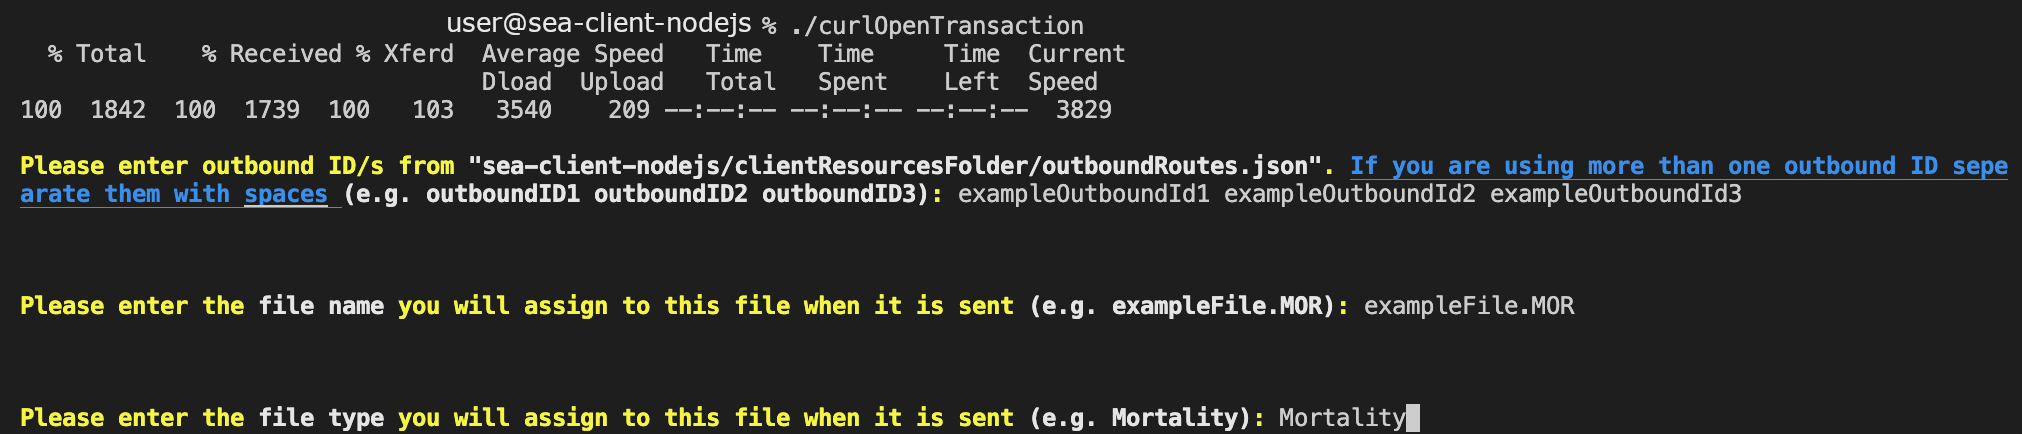 user@sea-client-nodejs % ./curlOpenTransaction
% Total % Received % Xferd Average Speed Time Time Time Current
Dload Upload Total Spent Left Speed
100 1842 100 1739 100 103 3540 209 --:--:-- --:--:-- --:--:-- 3829
Please enter outbound ID/s from "sea-client-nodejs/clientResourcesFolder/outboundRoutes.json". If you are using more than one outbound ID sepe
arate them with spaces (e.g. outboundID1 outboundID2 outboundID3): exampleOutboundId1 exampleOutboundId2 exampleOutboundId3
Please enter the file name you will assign to this file when it is sent (e.g. exampleFile.MOR): exampleFile.MOR
Please enter the file type you will assign to this file when it is sent (e.g. Mortality): Mortality